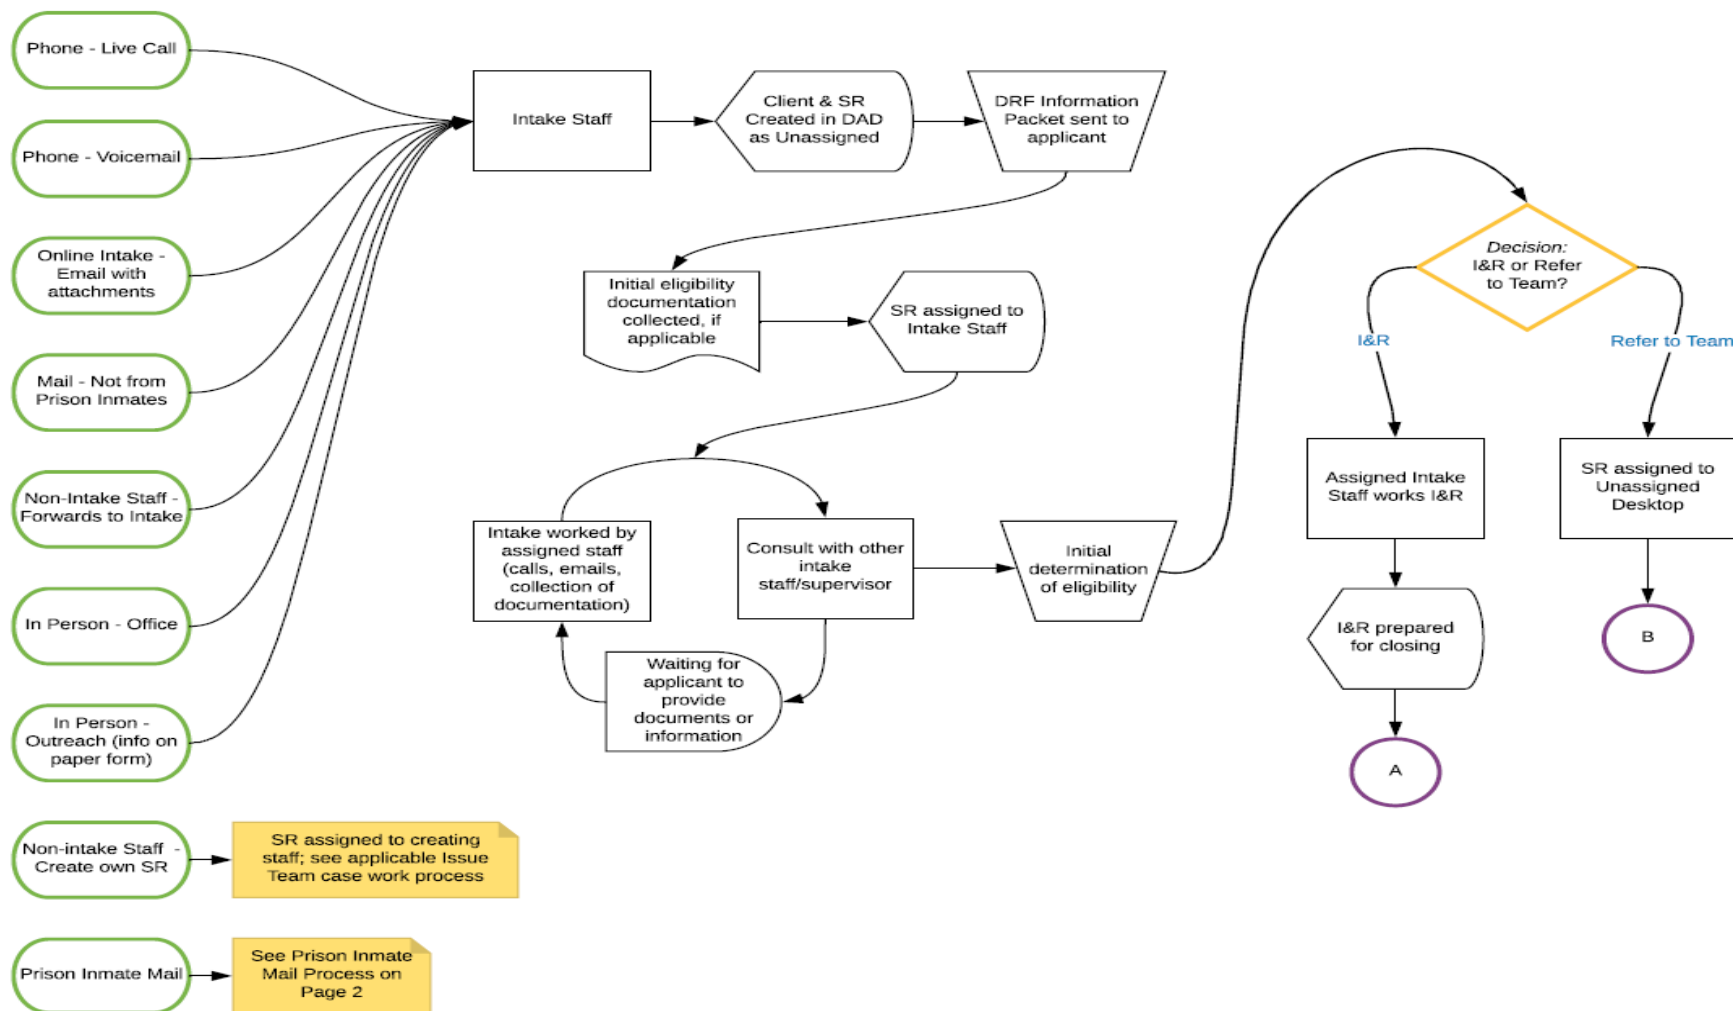 Phone - Live Call
Phone - Voicemail
Online Intake -
Email with
attachments
Mail - Not from
Prison Inmates
Non-Intake Staff -
Forwards to Intake
In Person - Office
In Person -
Outreach (info on
paper form)
Non-intake Staff -
Create own SR
Prison Inmate Mail
SR assigned to creating
staff; see applicable Issue
Team case work process
See Prison Inmate
Mail Process on
Page 2
Intake Staff
Client & SR
Created in DAD
as Unassigned
DRF Information
Packet sent to
applicant
Initial eligibility
documentation
collected, if
applicable
SR assigned to
Intake Staff
Intake worked by
assigned staff
(calls, emails,
collection of
documentation)
Consult with other
intake
staff/supervisor
Waiting for
applicant to
provide
documents or
information
Initial
determination
of eligibility
Decision:
I&R or Refer
to Team?
I&R
Refer to Team
Assigned Intake
Staff works I&R
SR assigned to
Unassigned
Desktop
I&R prepared
for closing
B
A